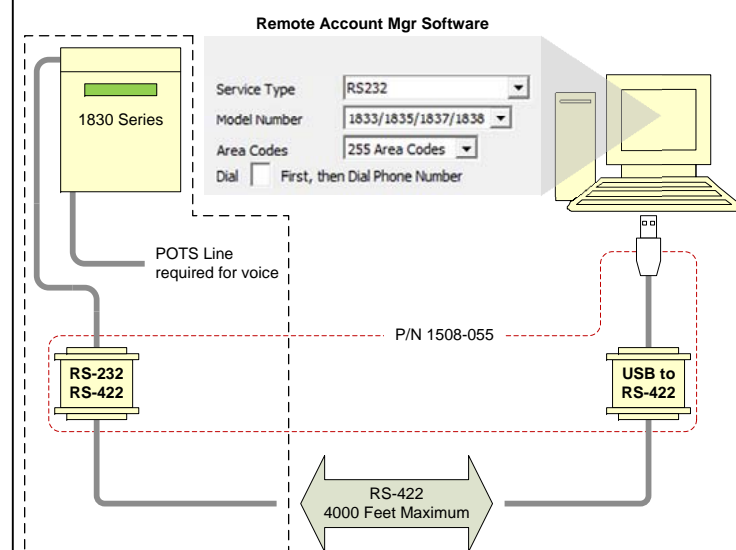 Remote Account Mgr Software
1830 Series
Service Type RS232
Model Number 1833/1835/1837/1838
Area Codes 255 Area Codes
Dial First, then Dial Phone Number
POTS Line
required for voice
P/N 1508-055
RS-232
RS-422
USB to
RS-422
RS-422
4000 Feet Maximum